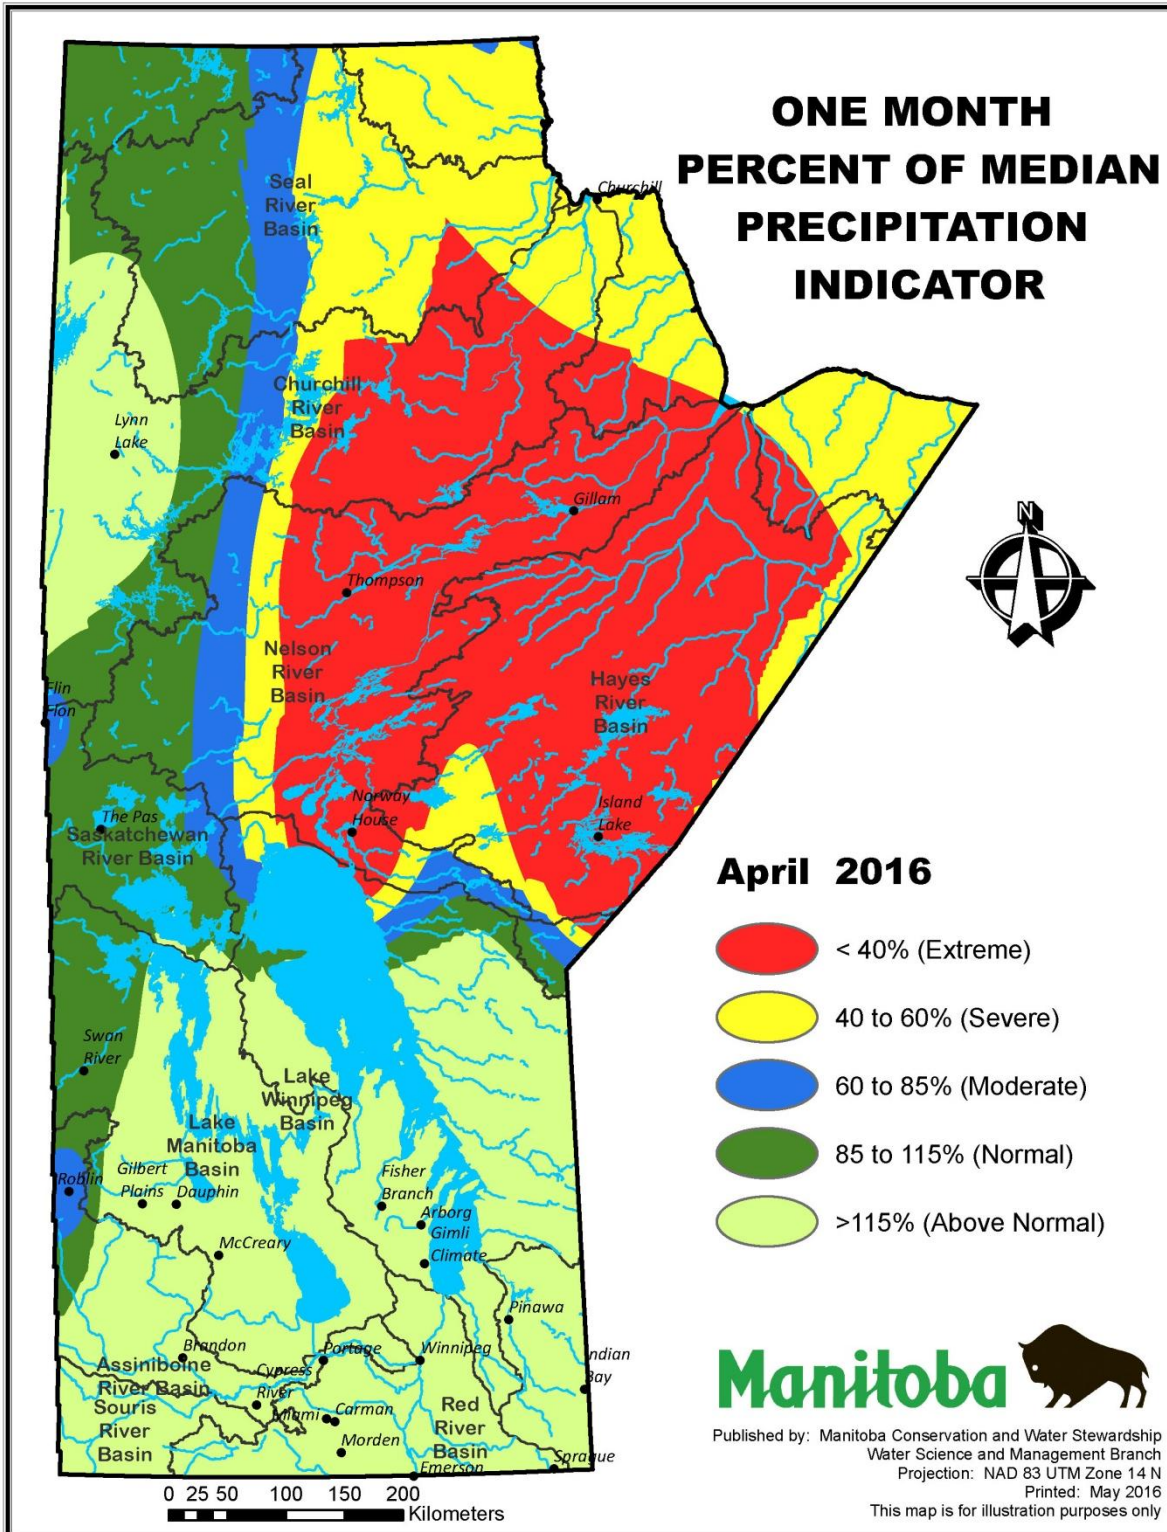 ONE MONTH
PERCENT OF MEDIAN
PRECIPITATION
INDICATOR
Churchill
Seal
River
Basin
Churchill
River
Basin
Lynn
Lake
Gillam
Thompson
Nelson
River
Basin
Hayes
River
Basin
Flin
Flon
Norway
House
Island
Lake
The Pas
Saskatchewan
River Basin
N
April 2016
< 40% (Extreme)
40 to 60% (Severe)
60 to 85% (Moderate)
85 to 115% (Normal)
>115% (Above Normal)
Swan
River
Lake
Winnipeg
Basin
Lake
Manitoba
Basin
Roblin
Gilbert
Plains
Dauphin
Fisher
Branch
Arborg
Gimli
Climate
McCreary
Pinawa
Brandon
Portage
Winnipeg
Indian
Bay
Assiniboine
River Basin
Cypress
River
Souris
River
Basin
Miami
Carman
Morden
Red
River
Basin
Emerson
Sprague
0 25 50 100 150 200
Kilometers
Manitoba
Published by: Manitoba Conservation and Water Stewardship
Water Science and Management Branch
Projection: NAD 83 UTM Zone 14 N
Printed: May 2016
This map is for illustration purposes only